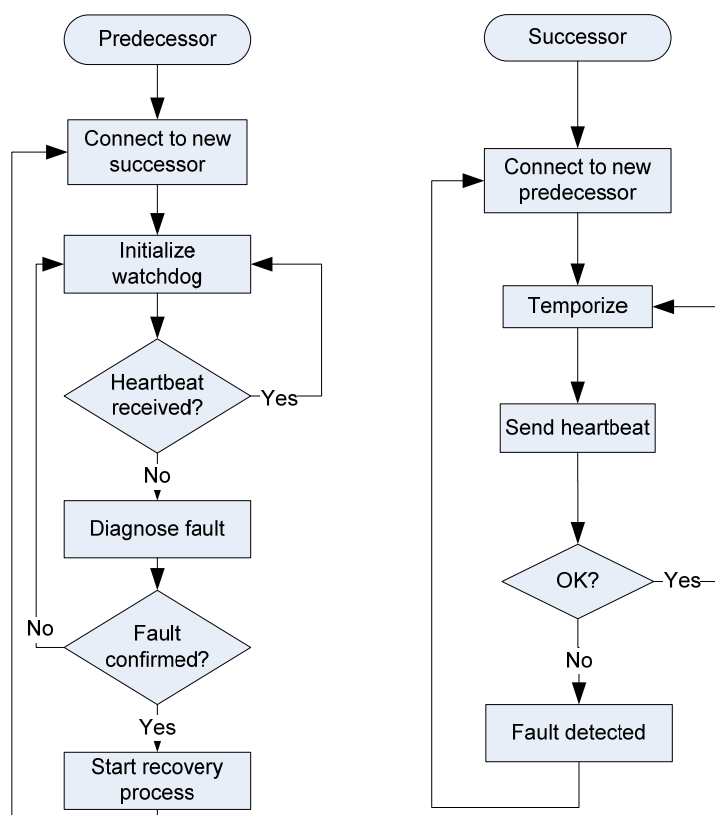 Predecessor
Connect to new
successor
Initialize
watchdog
Heartbeat
received?
Yes
No
Diagnose fault
Fault
confirmed?
No
Yes
Start recovery
process
Successor
Connect to new
predecessor
Temporize
Send heartbeat
OK?
Yes
No
Fault detected